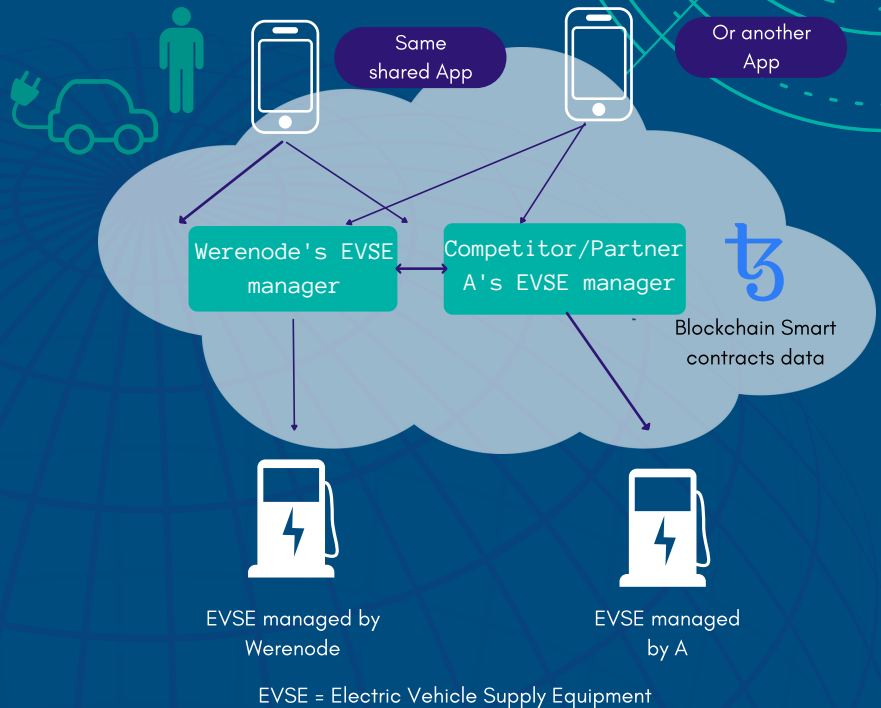 Same
shared App
Or another
App
Werenode's EVSE
manager
Competitor/Partner
A's EVSE manager
Blockchain Smart
contracts data
EVSE managed by
Werenode
EVSE managed
by A
EVSE = Electric Vehicle Supply Equipment